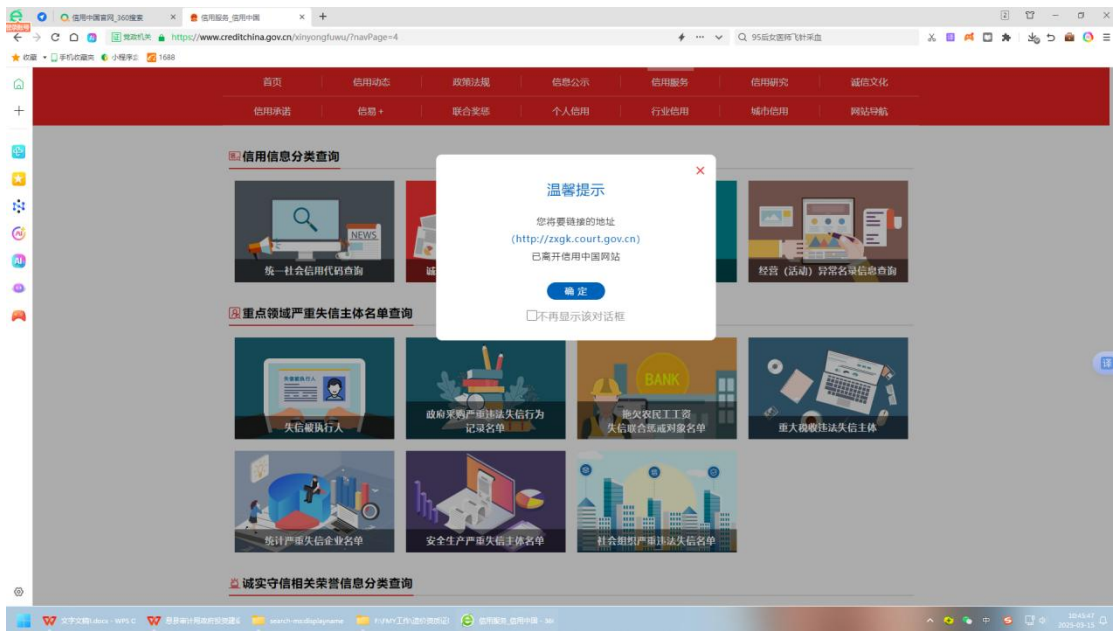 信用中国官网_360搜索
信用服务_信用中国
党政机关
https://www.creditchina.gov.cn/xinyongfuwu/?navPage=4
95后女医师飞针采血
收藏
手机收藏夹
1688
首页 信用动态 政策法规 信息公示 信用服务 信用研究 诚信文化
信用承诺 信易+ 联合奖惩 个人信用 行业信用 城市信用 网站导航
信用信息分类查询
温馨提示
您将要链接的地址
(http://zxgk.court.gov.cn)
已离开信用中国网站
确定
不再显示该对话框
NEWS
统一社会信用代码查询
诚
经营（活动）异常名录信息查询
重点领域严重失信主体名单查询
BANK
失信被执行人
政府采购严重违法失信行为
记录名单
拖欠农民工工资
失信联合惩戒对象名单
重大税收违法失信主体
统计严重失信企业名单
安全生产严重失信主体名单
社会组织严重违法失信名单
诚实守信相关荣誉信息分类查询
译
10:45:47
2025-03-15